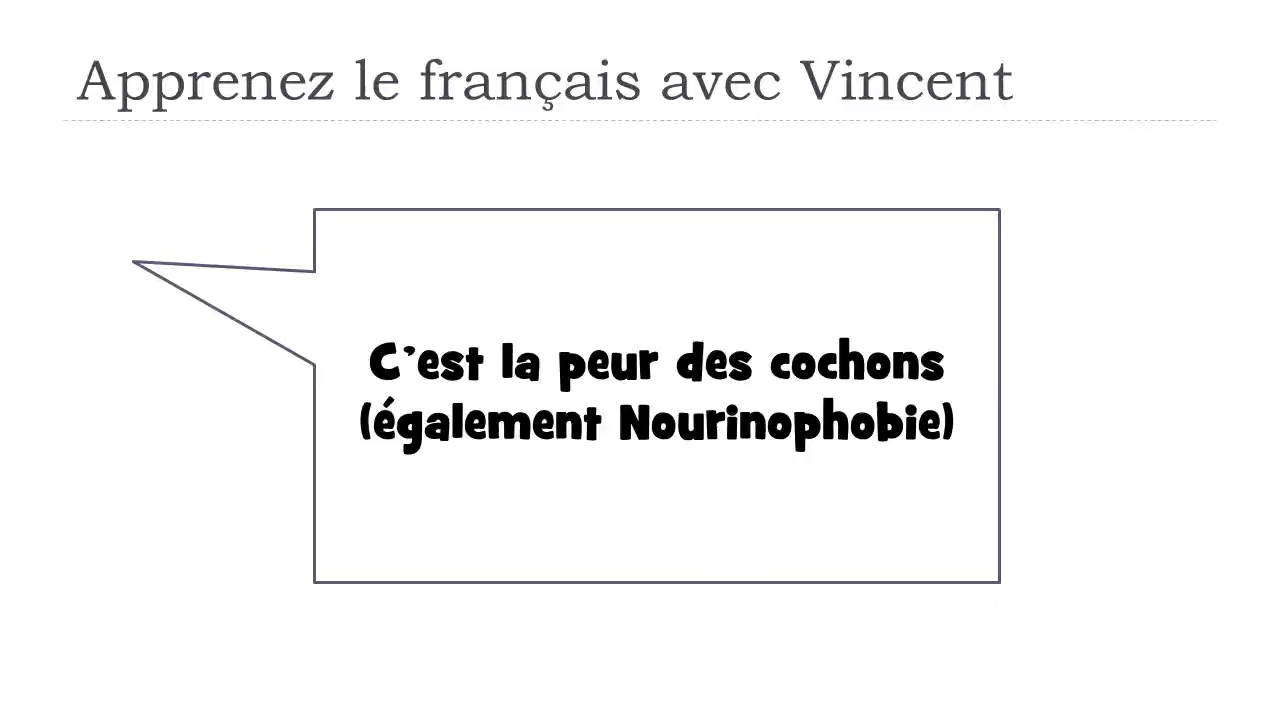 Apprenez le français avec Vincent
C'est la peur des cochons
(également Nourinophobie)